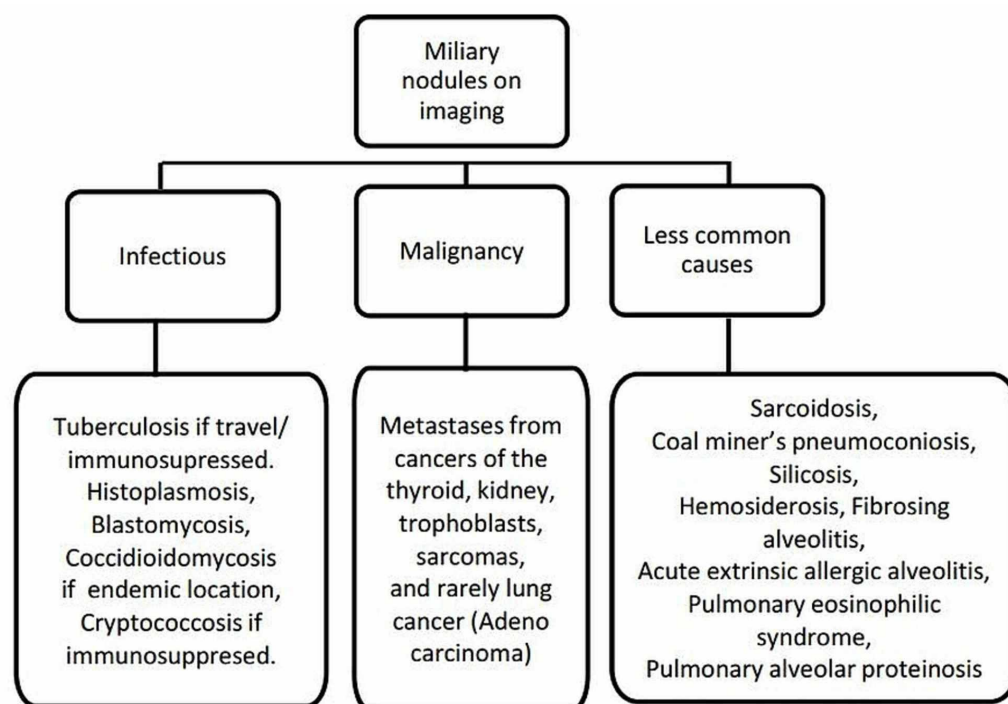 Miliary
nodules on
imaging
Infectious
Malignancy
Less common
causes
Tuberculosis if travel/
immunosupressed.
Histoplasmosis,
Blastomycosis,
Coccidioidomycosis
if endemic location,
Cryptococcosis if
immunosuppresed.
Metastases from
cancers of the
thyroid, kidney,
trophoblasts,
sarcomas,
and rarely lung
cancer (Adeno
carcinoma)
Sarcoidosis,
Coal miner’s pneumoconiosis,
Silicosis,
Hemosiderosis, Fibrosing
alveolitis,
Acute extrinsic allergic alveolitis,
Pulmonary eosinophilic
syndrome,
Pulmonary alveolar proteinosis